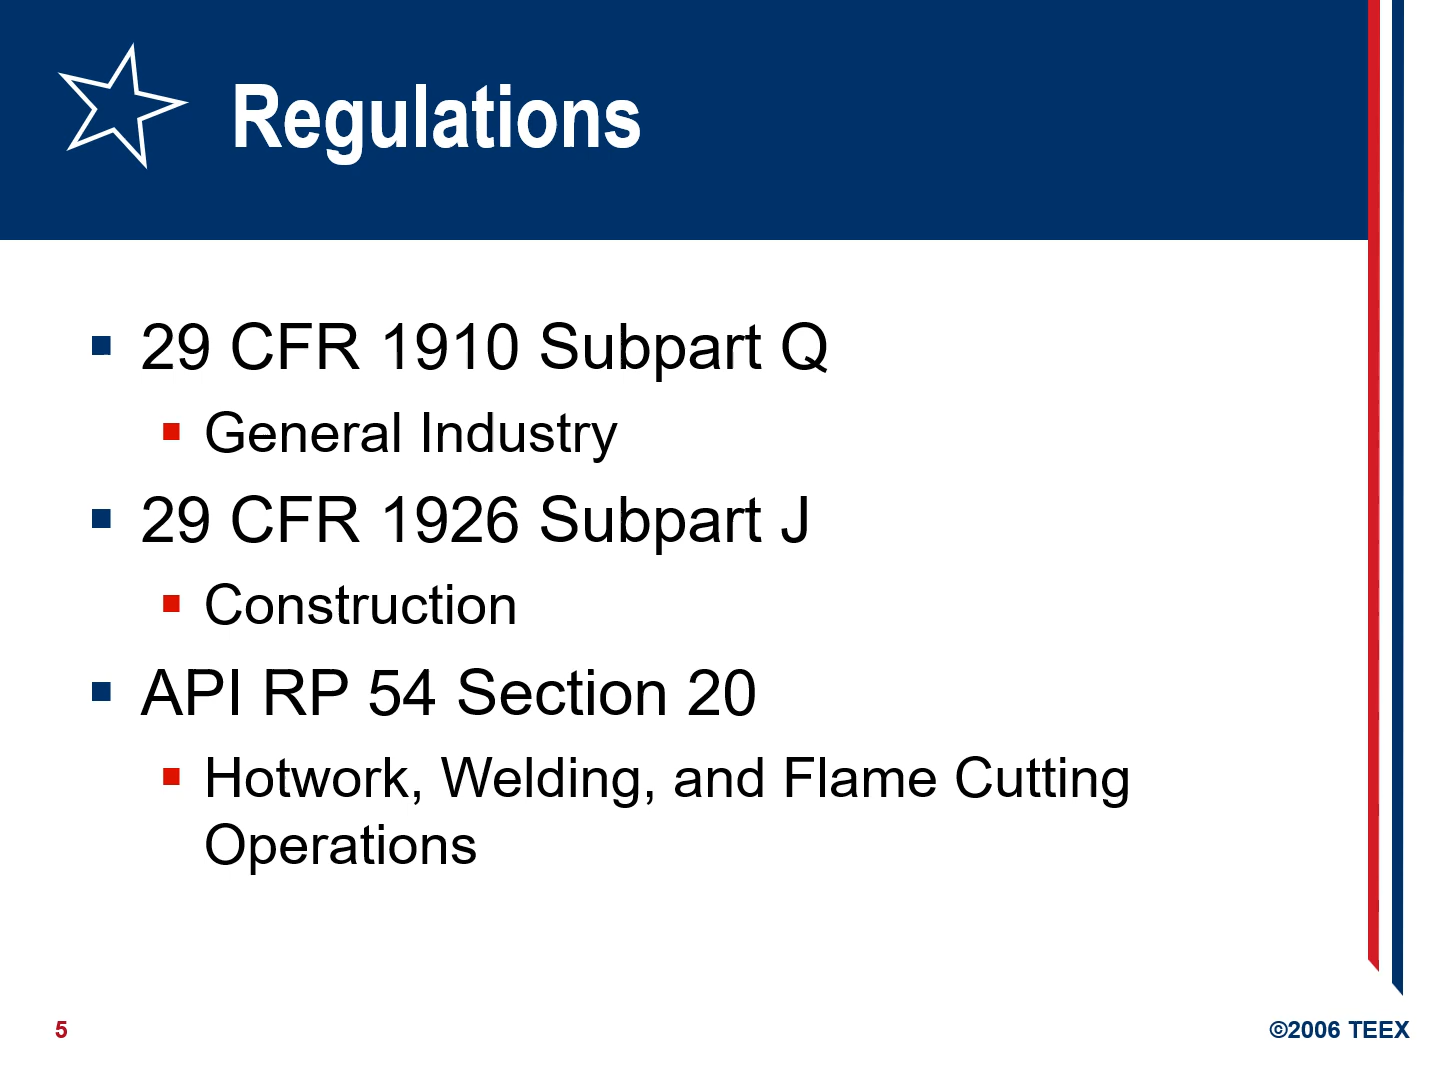 Regulations
29 CFR 1910 Subpart Q
General Industry
29 CFR 1926 Subpart J
Construction
API RP 54 Section 20
Hotwork, Welding, and Flame Cutting
Operations
5
©2006 TEEX